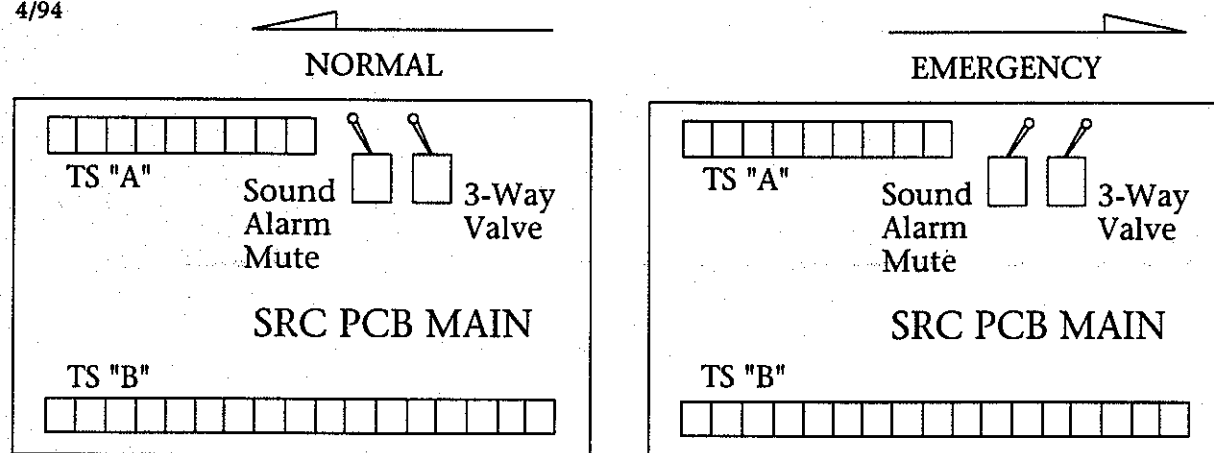 4/94
NORMAL
TS "A"
Sound
Alarm
Mute
3-Way
Valve
SRC PCB MAIN
TS "B"
EMERGENCY
TS "A"
Sound
Alarm
Mute
3-Way
Valve
SRC PCB MAIN
TS "B"